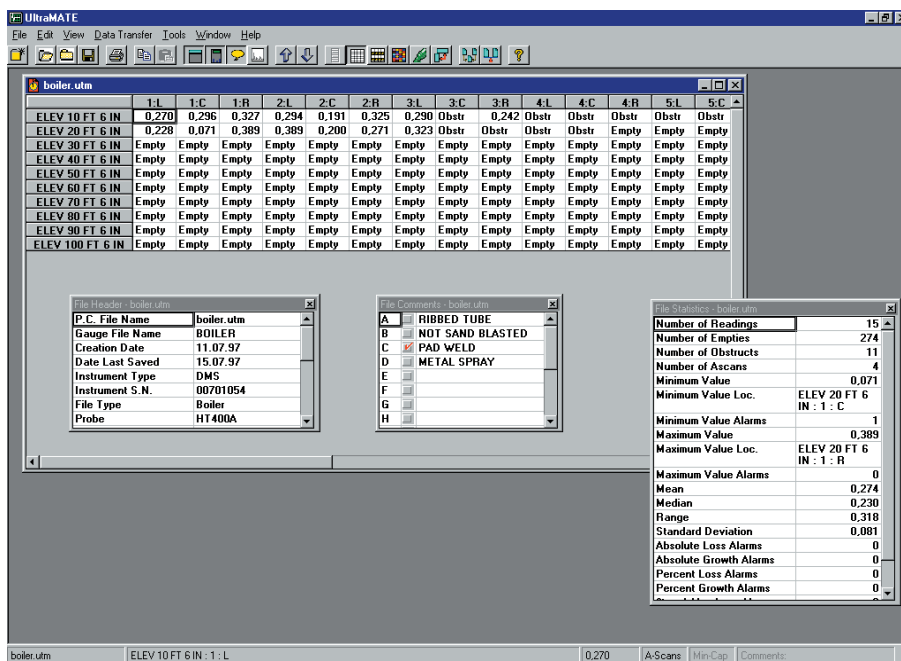 UltraMATE
File Edit View Data Transfer Tools Window Help
boiler.utm
1:L 1:C 1:R 2:L 2:C 2:R 3:L 3:C 3:R 4:L 4:C 4:R 5:L 5:C
ELEV 10 FT 6 IN 0,270 0,296 0,327 0,294 0,191 0,325 0,290 Obstr 0,242 Obstr Obstr Obstr Obstr Obstr
ELEV 20 FT 6 IN 0,228 0,071 0,389 0,389 0,200 0,271 0,323 Obstr Obstr Obstr Obstr Empty Empty Empty
ELEV 30 FT 6 IN Empty Empty Empty Empty Empty Empty Empty Empty Empty Empty Empty Empty Empty Empty
ELEV 40 FT 6 IN Empty Empty Empty Empty Empty Empty Empty Empty Empty Empty Empty Empty Empty Empty
ELEV 50 FT 6 IN Empty Empty Empty Empty Empty Empty Empty Empty Empty Empty Empty Empty Empty Empty
ELEV 60 FT 6 IN Empty Empty Empty Empty Empty Empty Empty Empty Empty Empty Empty Empty Empty Empty
ELEV 70 FT 6 IN Empty Empty Empty Empty Empty Empty Empty Empty Empty Empty Empty Empty Empty Empty
ELEV 80 FT 6 IN Empty Empty Empty Empty Empty Empty Empty Empty Empty Empty Empty Empty Empty Empty
ELEV 90 FT 6 IN Empty Empty Empty Empty Empty Empty Empty Empty Empty Empty Empty Empty Empty Empty
ELEV 100 FT 6 IN Empty Empty Empty Empty Empty Empty Empty Empty Empty Empty Empty Empty Empty Empty
File Header - boiler.utm
P.C. File Name boiler.utm
Gauge File Name BOILER
Creation Date 11.07.97
Date Last Saved 15.07.97
Instrument Type DMS
Instrument S.N. 00701054
File Type Boiler
Probe HT400A
File Comments - boiler.utm
A RIBBED TUBE
B NOT SAND BLASTED
C PAD WELD
D METAL SPRAY
E
F
G
H
File Statistics - boiler.utm
Number of Readings 15
Number of Empties 274
Number of Obstructs 11
Number of Ascans 4
Minimum Value 0,071
Minimum Value Loc. ELEV 20 FT 6
IN : 1 : C
Minimum Value Alarms 1
Maximum Value 0,389
Maximum Value Loc. ELEV 20 FT 6
IN : 1 : R
Maximum Value Alarms 0
Mean 0,274
Median 0,230
Range 0,318
Standard Deviation 0,081
Absolute Loss Alarms 0
Absolute Growth Alarms 0
Percent Loss Alarms 0
Percent Growth Alarms 0
boiler.utm ELEV 10 FT 6 IN : 1 : L 0,270 A-Scans Min-Cap Comments: